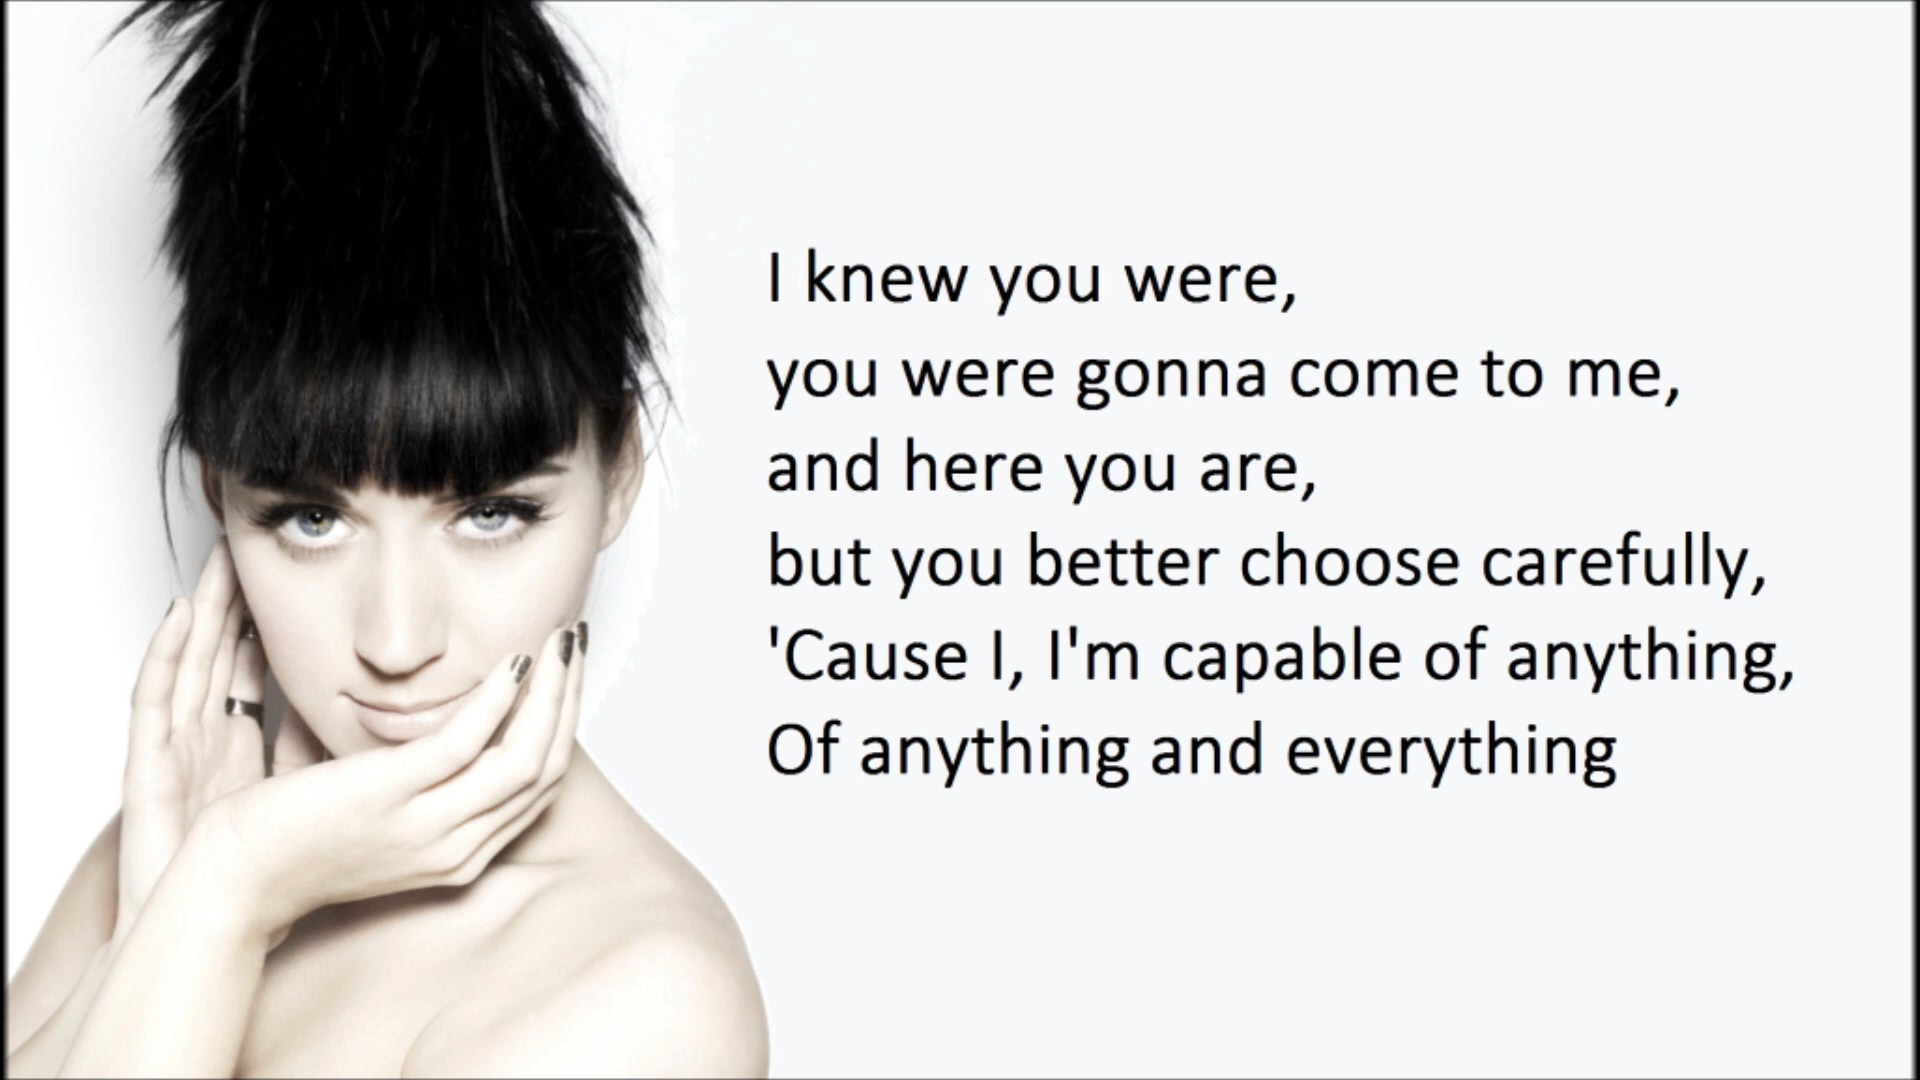 I knew you were,
you were gonna come to me,
and here you are,
but you better choose carefully,
'Cause I, I'm capable of anything,
Of anything and everything